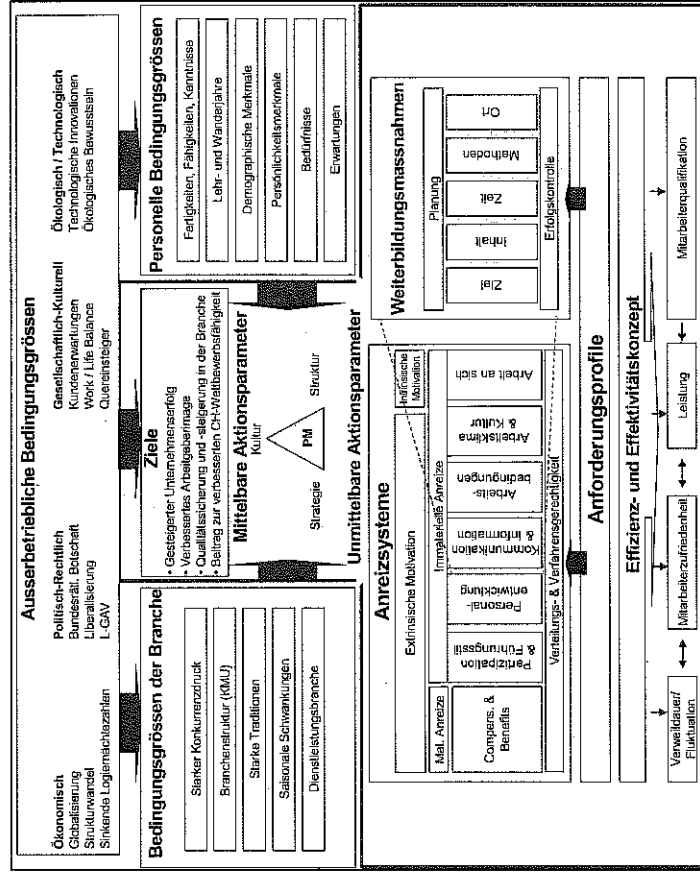 Ausserbetriebliche Bedingungsgrössen
Ökonomisch
Globalisierung
Strukturwandel
Sinkende Logiernächtezahlen
Politisch-Rechtlich
Bundesrätl. Botschaft
Liberalisierung
L-GAV
Gesellschaftlich-Kulturell
Kundenerwartungen
Work / Life Balance
Quereinsteiger
Ökologisch / Technologisch
Technologische Innovationen
Ökologisches Bewusstsein
Bedingungsgrössen der Branche
Starker Konkurrenzdruck
Branchenstruktur (KMU)
Starke Traditionen
Saisonale Schwankungen
Dienstleistungsbranche
Ziele
• Gesteigerter Unternehmenserfolg
• Verbessertes Arbeitgeberimage
• Qualitätssicherung und -steigerung in der Branche
• Beitrag zur verbesserten CH-Wettbewerbsfähigkeit
Mittelbare Aktionsparameter
Kultur
PM
Strategie
Struktur
Personelle Bedingungsgrössen
Fertigkeiten, Fähigkeiten, Kenntnisse
Lehr- und Wanderjahre
Demographische Merkmale
Persönlichkeitsmerkmale
Bedürfnisse
Erwartungen
Unmittelbare Aktionsparameter
Anreizsysteme
Extrinsische Motivation
Intrinsische
Motivation
Mat. Anreize
Immaterielle Anreize
Compens. &
Benefits
Partizipation
& Führungsstil
Personal-
entwicklung
Kommunikation
& Information
Arbeits-
bedingungen
Arbeitsklima
& Kultur
Arbeit an sich
Verteilungs- & Verfahrensgerechtigkeit
Weiterbildungsmassnahmen
Planung
Ziel
Inhalt
Zeit
Methoden
Ort
Erfolgskontrolle
Anforderungsprofile
Effizienz- und Effektivitätskonzept
Verweildauer/
Fluktuation
Mitarbeiterzufriedenheit
Leistung
Mitarbeiterqualifikation